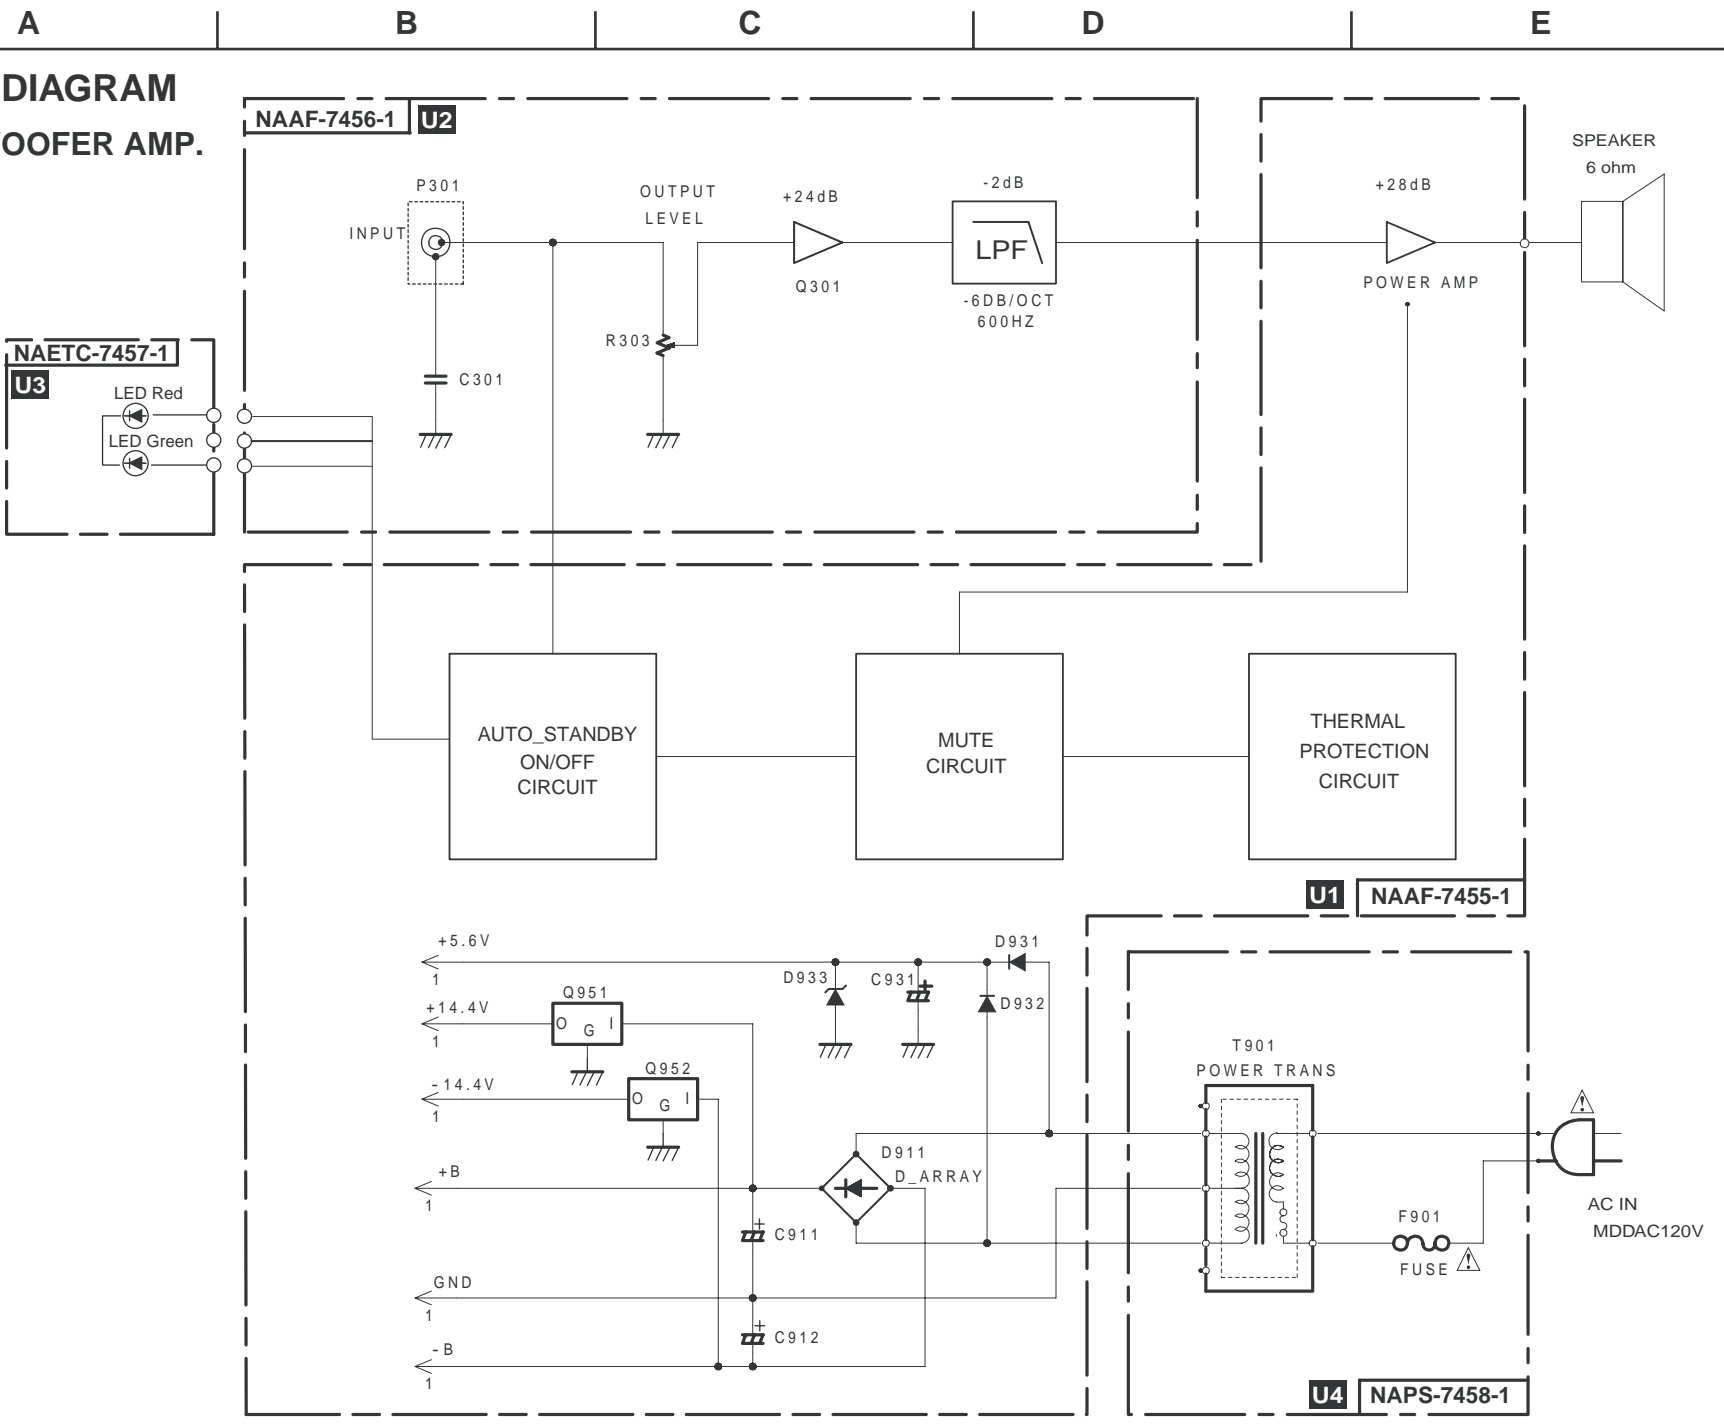 A
B
C
D
E
DIAGRAM
OOFER AMP.
NAAF-7456-1
U2
SPEAKER
6 ohm
P301
INPUT
OUTPUT
LEVEL
+24dB
Q301
-2dB
LPF
-6DB/OCT
600HZ
+28dB
POWER AMP
R303
C301
NAETC-7457-1
U3
LED Red
LED Green
AUTO_STANDBY
ON/OFF
CIRCUIT
MUTE
CIRCUIT
THERMAL
PROTECTION
CIRCUIT
U1
NAAF-7455-1
+5.6V
1
D933
C931
D931
D932
+14.4V
1
Q951
O G I
-14.4V
1
Q952
O G I
T901
POWER TRANS
+B
1
D911
D_ARRAY
!
AC IN
MDDAC120V
F901
FUSE
!
+
C911
GND
1
+
C912
-B
1
U4
NAPS-7458-1